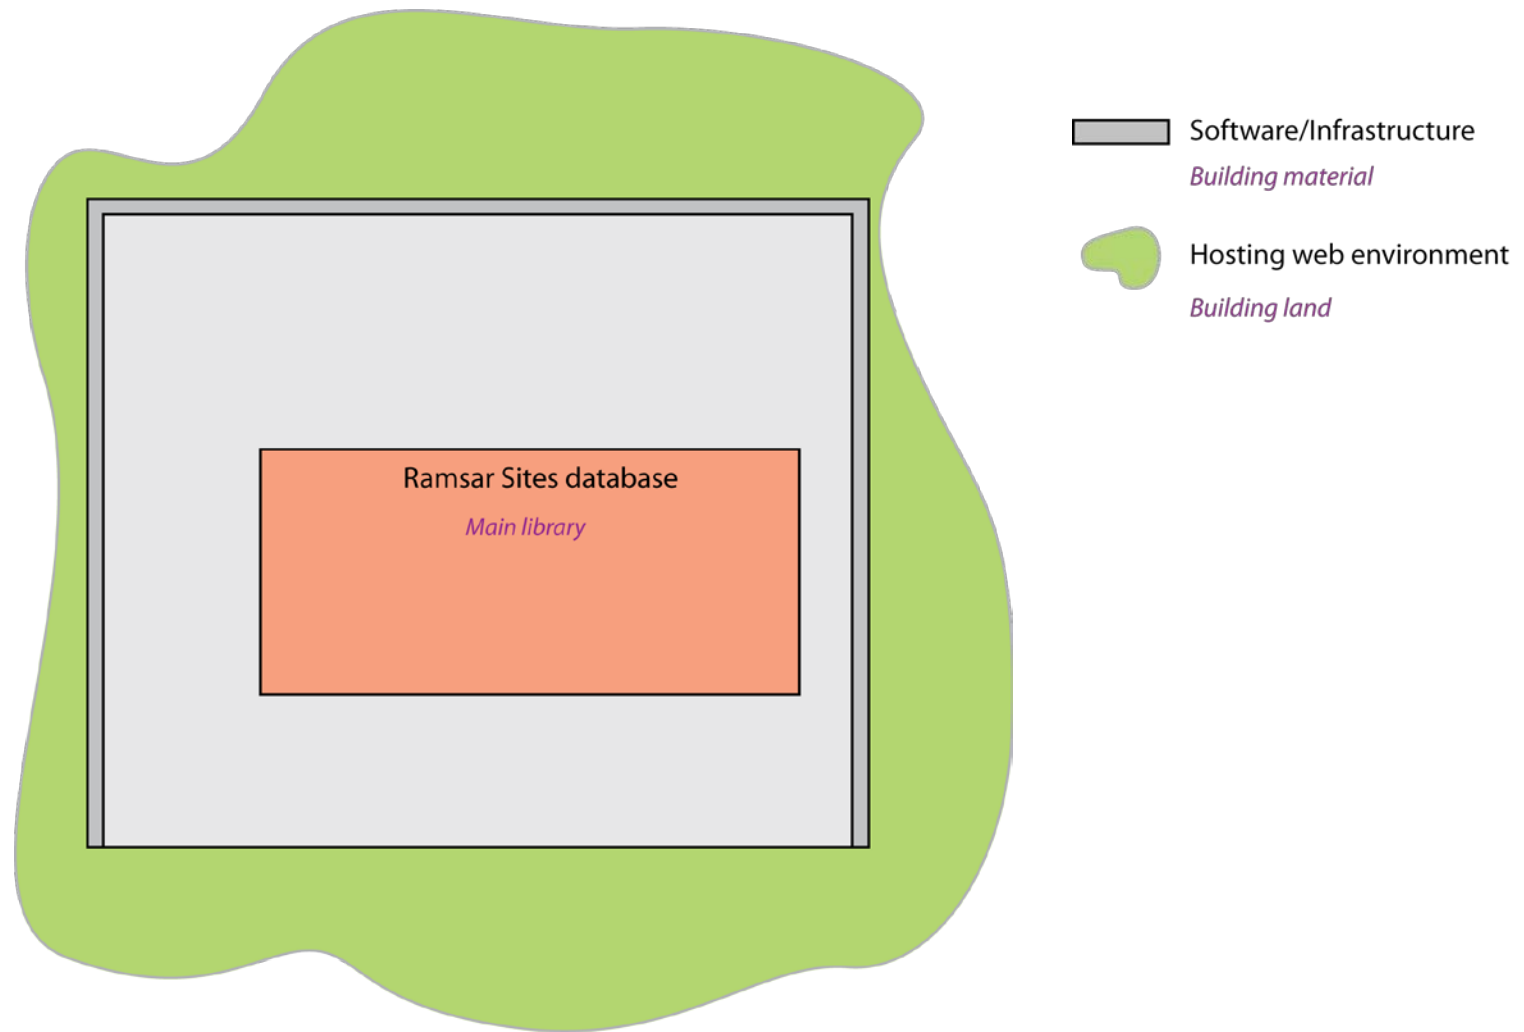 Software/Infrastructure
Building material
Hosting web environment
Building land
Ramsar Sites database
Main library